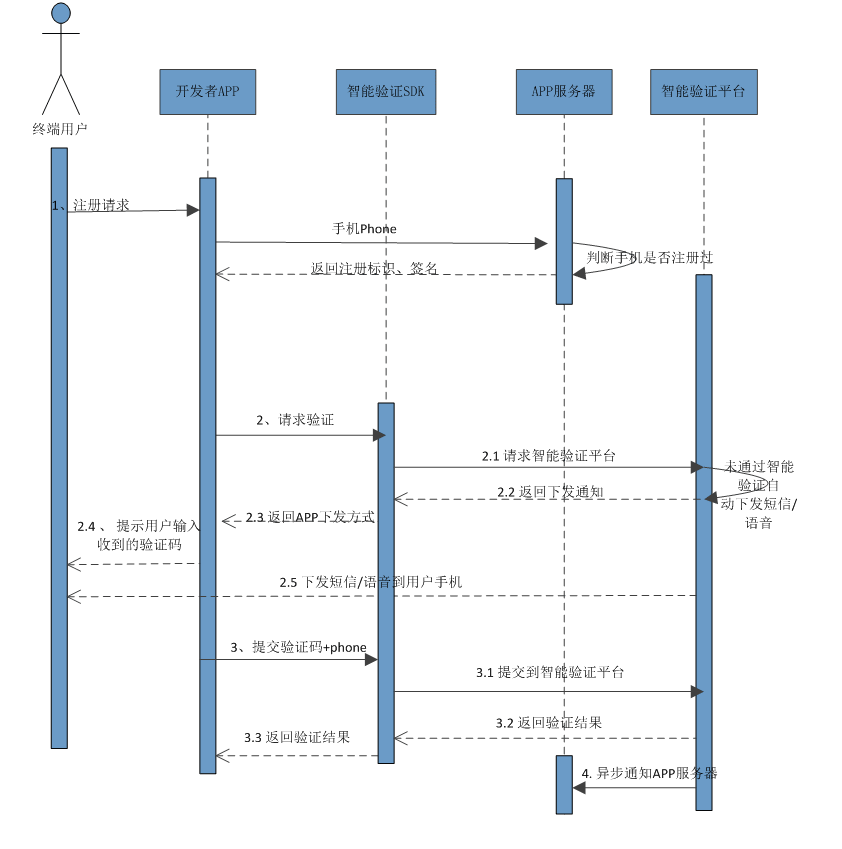 开发者APP
智能验证SDK
APP服务器
智能验证平台
终端用户
1、注册请求
手机Phone
判断手机是否注册过
返回注册标识、签名
2、请求验证
2.1 请求智能验证平台
未通过智能
验证自
动下发短信/
语音
2.2 返回下发通知
2.3 返回APP下发方式
2.4 、 提示用户输入
收到的验证码
2.5 下发短信/语音到用户手机
3、提交验证码+phone
3.1 提交到智能验证平台
3.2 返回验证结果
3.3 返回验证结果
4. 异步通知APP服务器